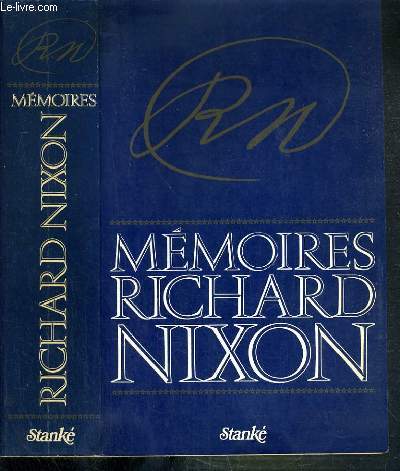 Le-livre.com
RN
MÉMOIRES
RICHARD NIXON
Stanké
RN
MÉMOIRES
RICHARD
NIXON
Stanké